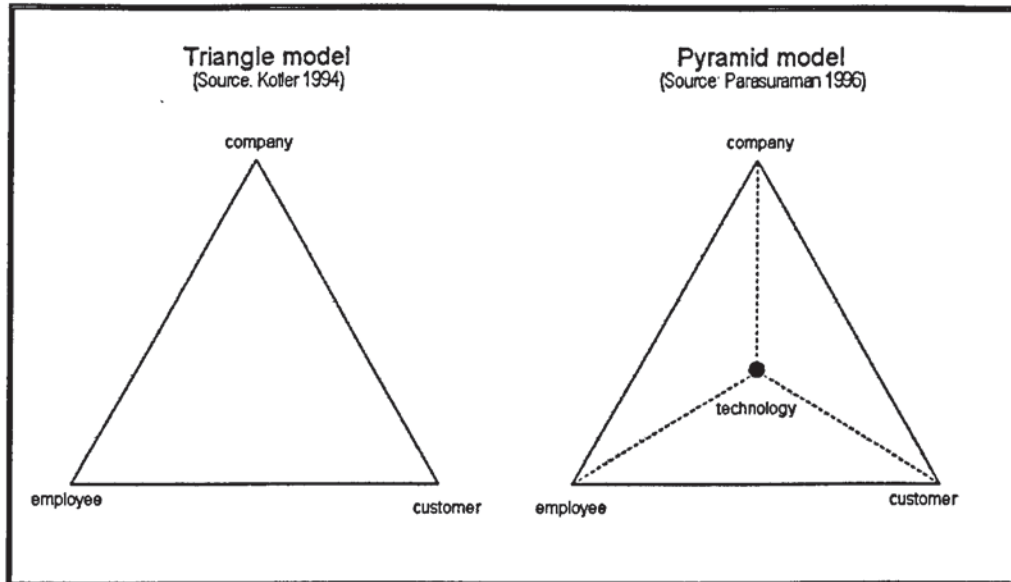 Triangle model
(Source. Kotler 1994)
company
employee
customer
Pyramid model
(Source: Parasuraman 1996)
company
technology
employee
customer